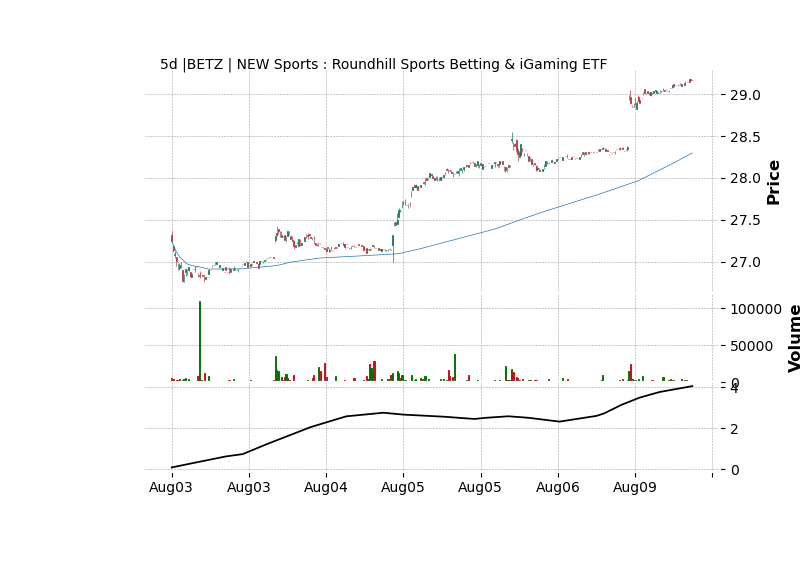 5d |BETZ | NEW Sports : Roundhill Sports Betting & iGaming ETF
29.0
28.5
28.0
27.5
27.0
Price
100000
50000
0
Volume
4
2
0
Aug03 Aug03 Aug04 Aug05 Aug05 Aug06 Aug09